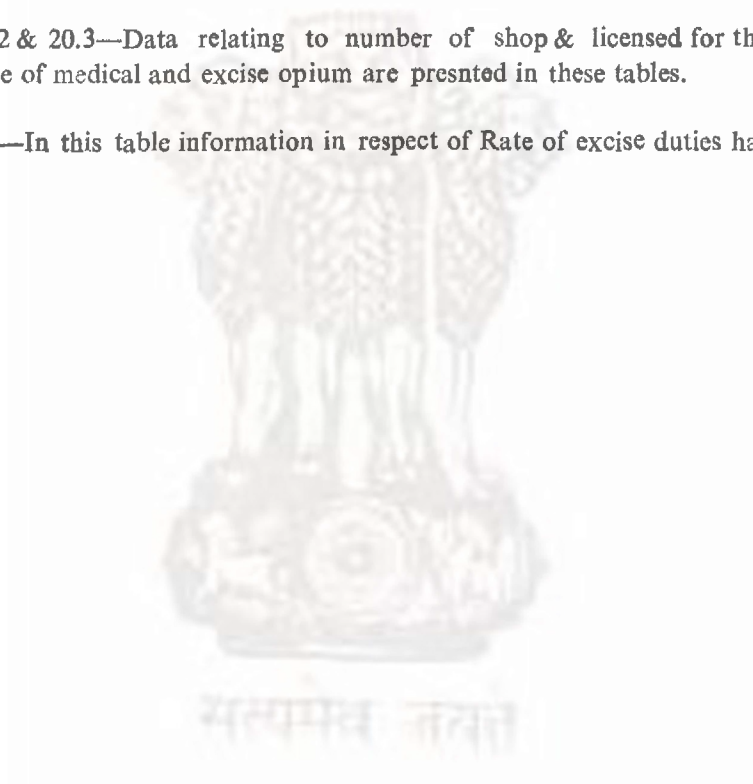 2 & 20.3—Data relating to number of shop & licensed for th
e of medical and excise opium are presnted in these tables.
—In this table information in respect of Rate of excise duties ha
सत्यमेव जयते